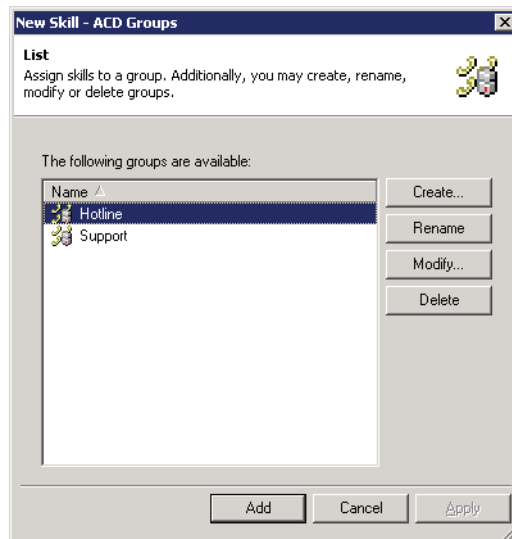 New Skill - ACD Groups
List
Assign skills to a group. Additionally, you may create, rename,
modify or delete groups.
The following groups are available:
Name
Hotline
Support
Create...
Rename
Modify...
Delete
Add
Cancel
Apply